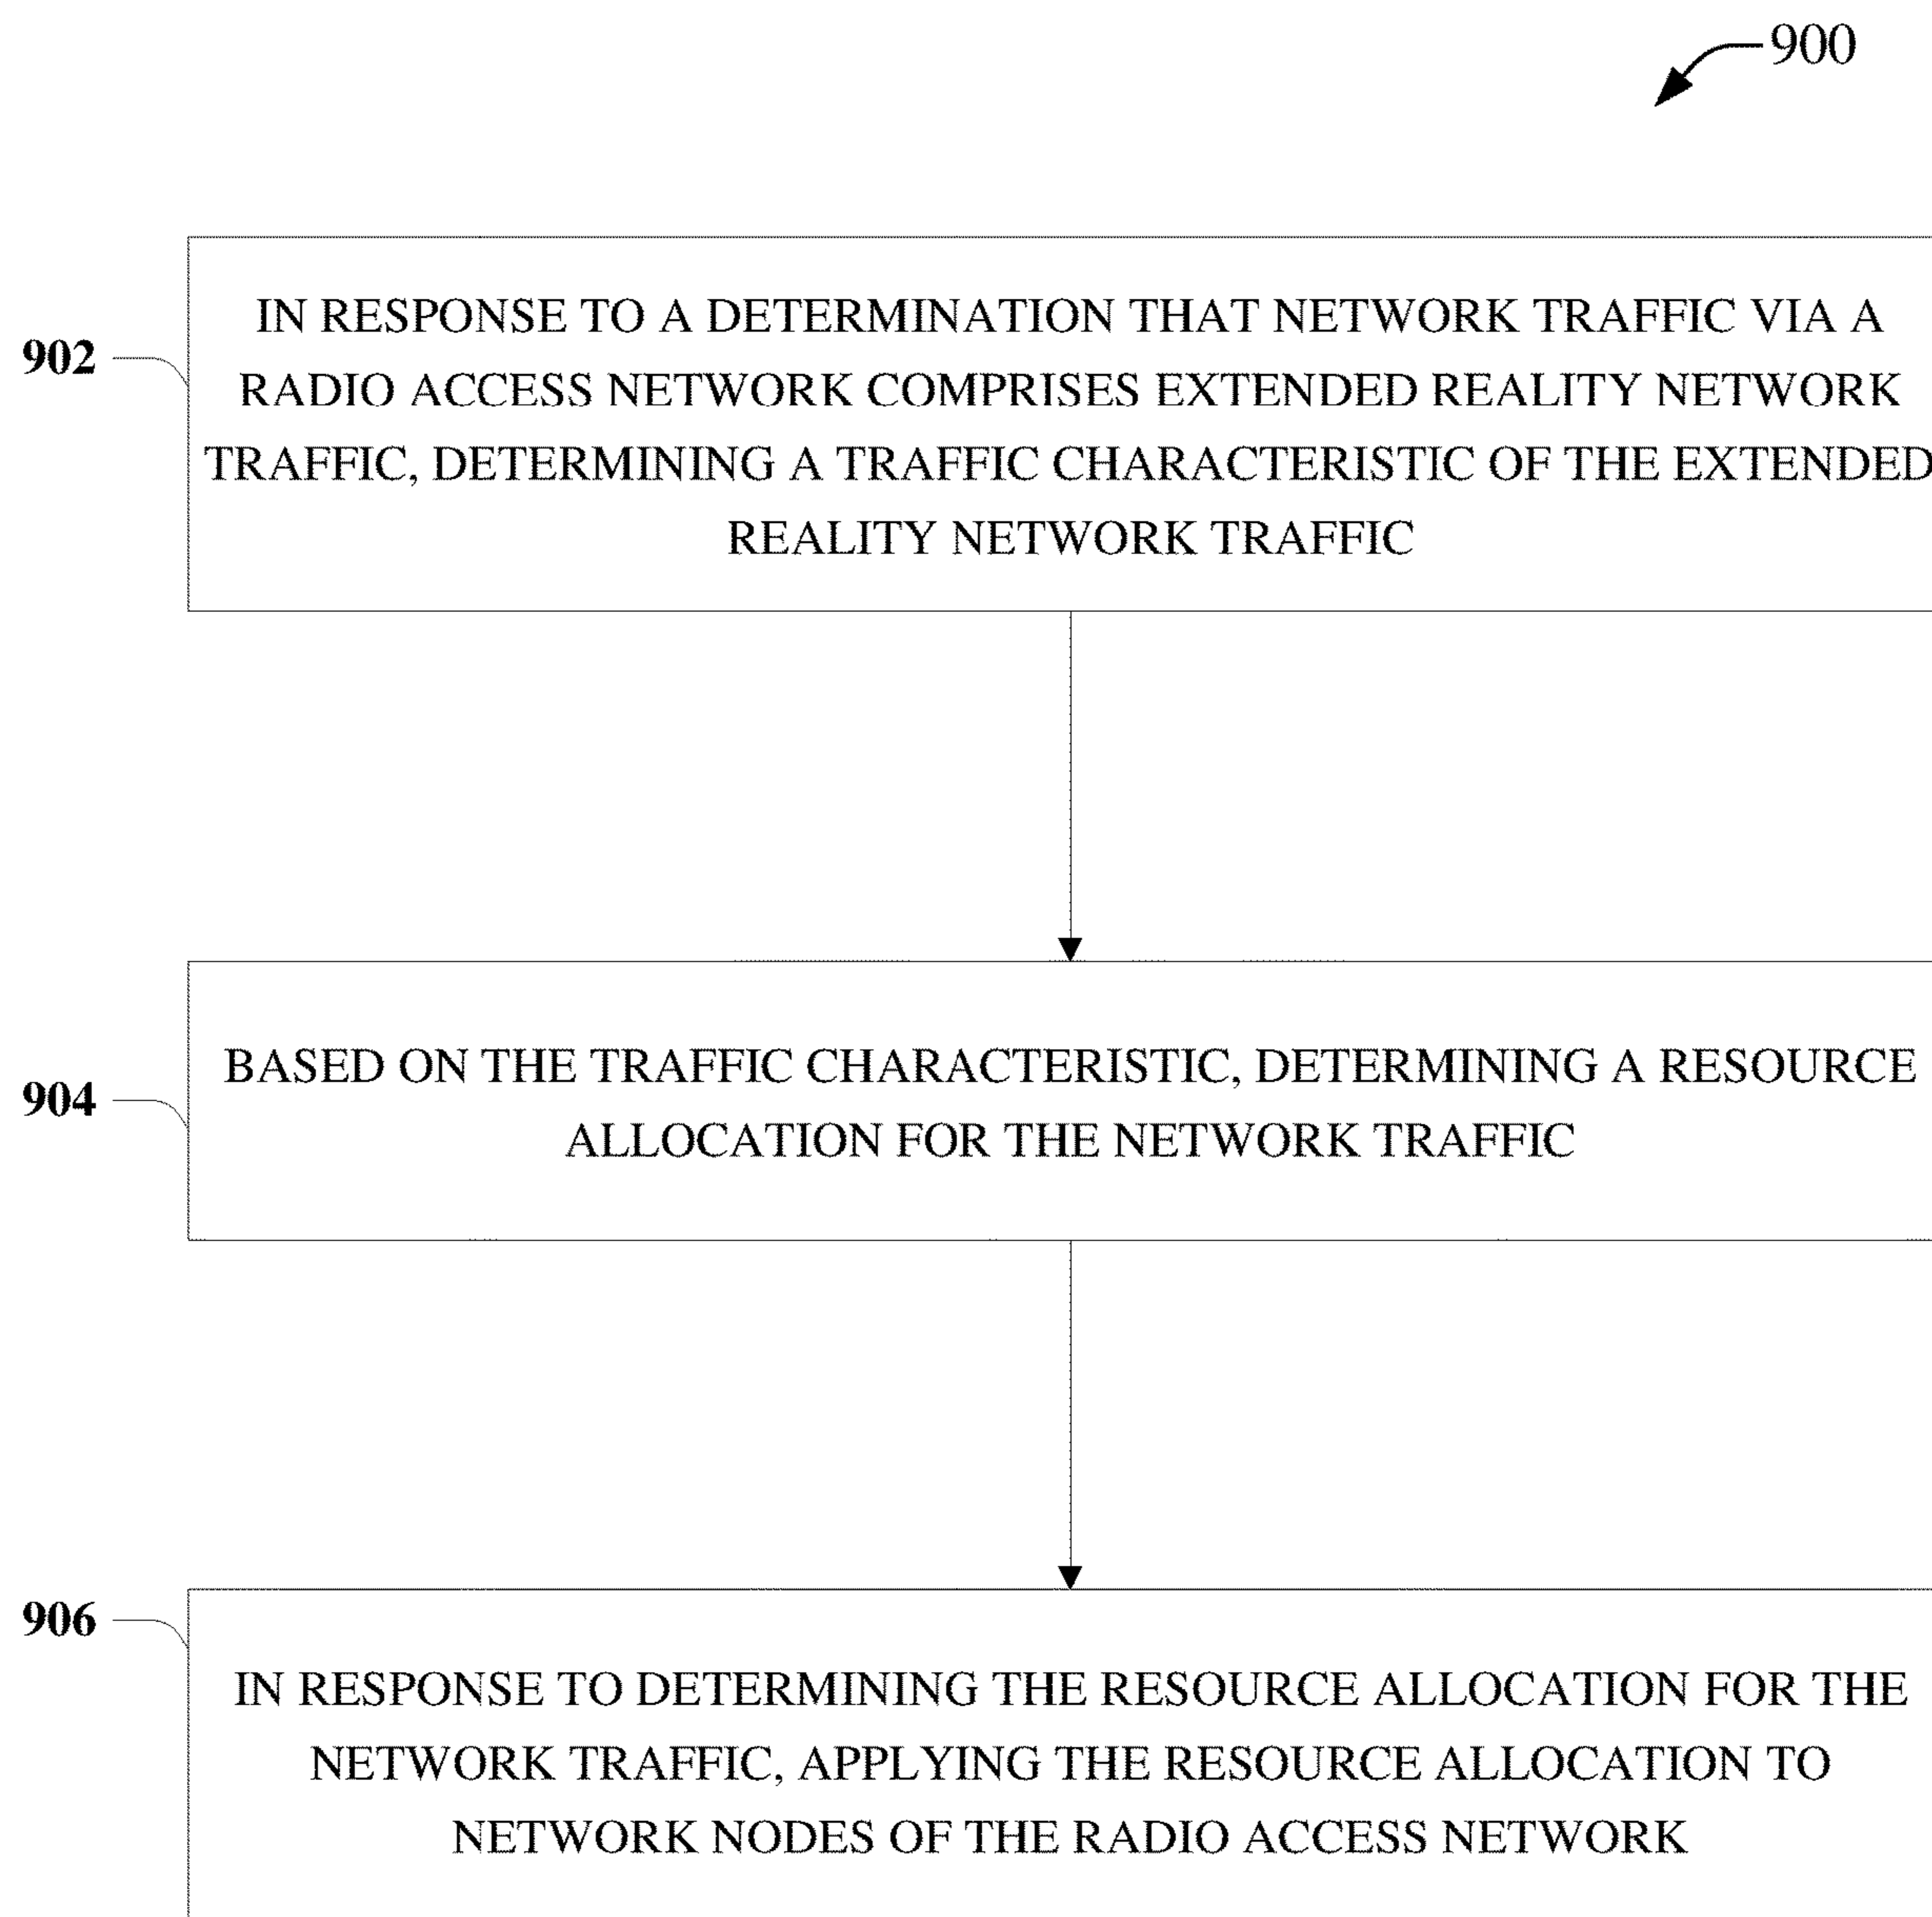 900
902
IN RESPONSE TO A DETERMINATION THAT NETWORK TRAFFIC VIA A
RADIO ACCESS NETWORK COMPRISES EXTENDED REALITY NETWORK
TRAFFIC, DETERMINING A TRAFFIC CHARACTERISTIC OF THE EXTENDED
REALITY NETWORK TRAFFIC
904
BASED ON THE TRAFFIC CHARACTERISTIC, DETERMINING A RESOURCE
ALLOCATION FOR THE NETWORK TRAFFIC
906
IN RESPONSE TO DETERMINING THE RESOURCE ALLOCATION FOR THE
NETWORK TRAFFIC, APPLYING THE RESOURCE ALLOCATION TO
NETWORK NODES OF THE RADIO ACCESS NETWORK